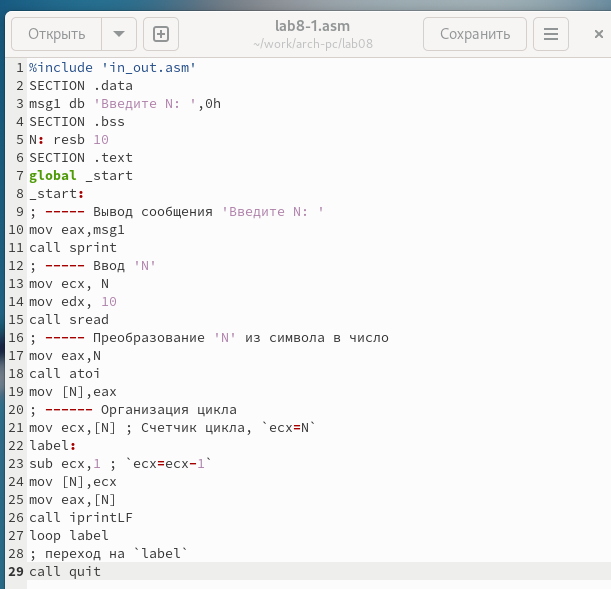 Открыть
lab8-1.asm
~/work/arch-pc/lab08
Сохранить
1 %include 'in_out.asm'
2 SECTION .data
3 msg1 db 'Введите N: ',0h
4 SECTION .bss
5 N: resb 10
6 SECTION .text
7 global _start
8 _start:
9 ; ----- Вывод сообщения 'Введите N: '
10 mov eax,msg1
11 call sprint
12 ; ----- Ввод 'N'
13 mov ecx, N
14 mov edx, 10
15 call sread
16 ; ----- Преобразование 'N' из символа в число
17 mov eax,N
18 call atoi
19 mov [N],eax
20 ; ------ Организация цикла
21 mov ecx,[N] ; Счетчик цикла, `ecx=N`
22 label:
23 sub ecx,1 ; `ecx=ecx-1`
24 mov [N],ecx
25 mov eax,[N]
26 call iprintLF
27 loop label
28 ; переход на `label`
29 call quit